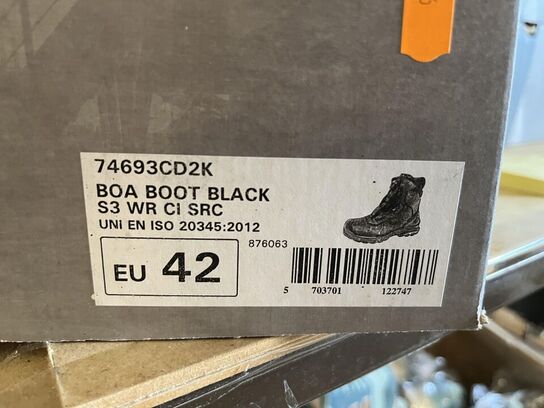 74693CD2K
BOA BOOT BLACK
S3 WR CI SRC
UNI EN ISO 20345:2012
876063
EU 42
5 703701 122747